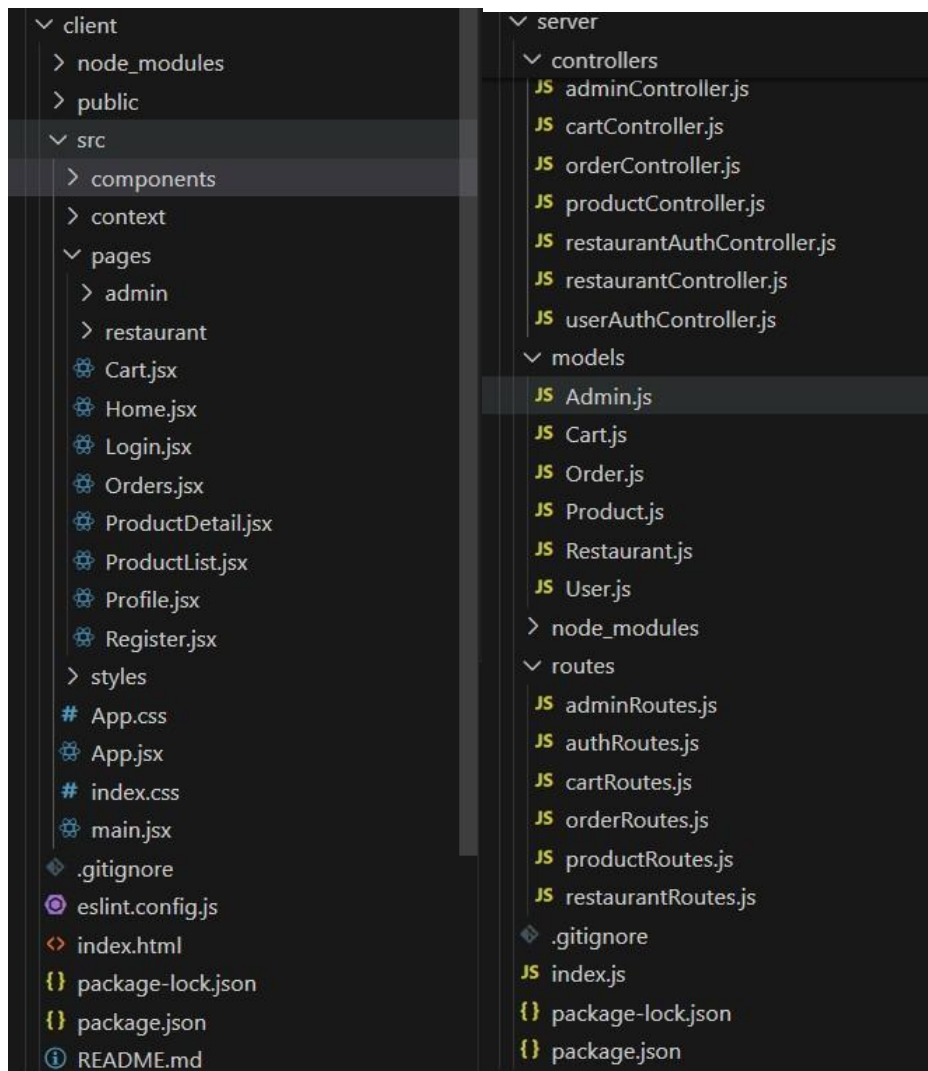 client
node_modules
public
src
components
context
pages
admin
restaurant
Cart.jsx
Home.jsx
Login.jsx
Orders.jsx
ProductDetail.jsx
ProductList.jsx
Profile.jsx
Register.jsx
styles
# App.css
App.jsx
# index.css
main.jsx
.gitignore
eslint.config.js
<> index.html
{} package-lock.json
{} package.json
README.md
server
controllers
JS adminController.js
JS cartController.js
JS orderController.js
JS productController.js
JS restaurantAuthController.js
JS restaurantController.js
JS userAuthController.js
models
JS Admin.js
JS Cart.js
JS Order.js
JS Product.js
JS Restaurant.js
JS User.js
node_modules
routes
JS adminRoutes.js
JS authRoutes.js
JS cartRoutes.js
JS orderRoutes.js
JS productRoutes.js
JS restaurantRoutes.js
.gitignore
JS index.js
{} package-lock.json
{} package.json